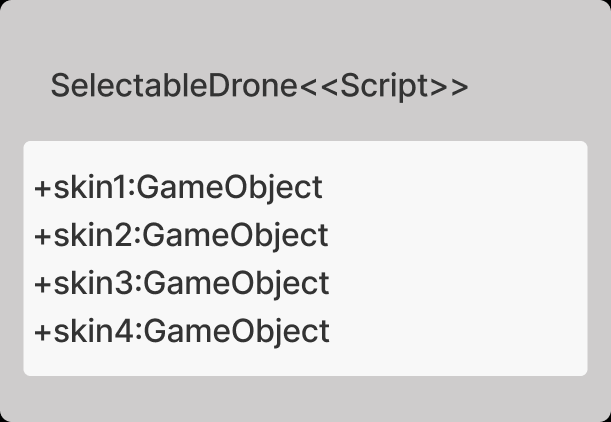 SelectableDrone<<Script>>
+skin1:GameObject
+skin2:GameObject
+skin3:GameObject
+skin4:GameObject